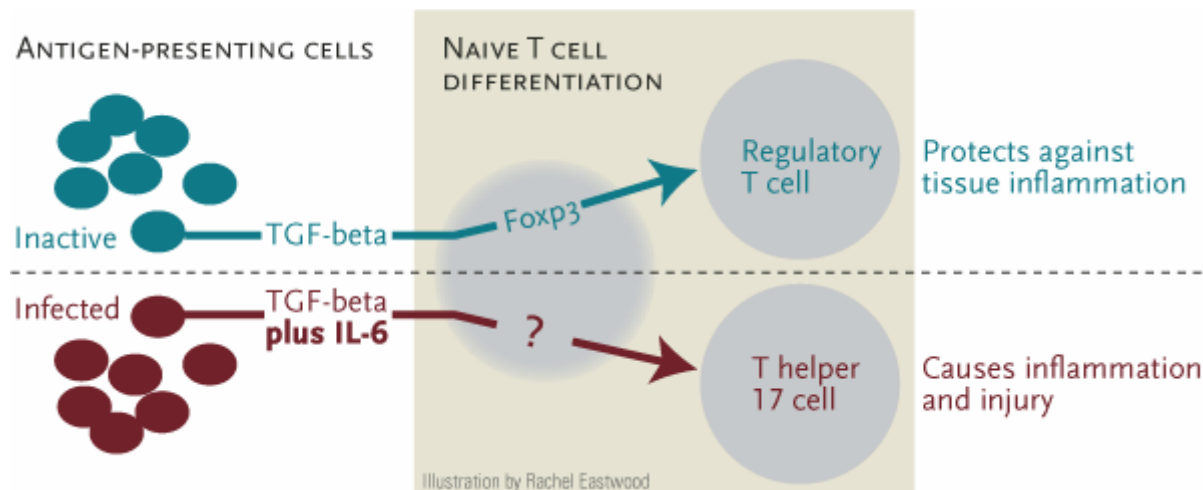 ANTIGEN-PRESENTING CELLS
NAIVE T CELL
DIFFERENTIATION
Regulatory
T cell
Protects against
tissue inflammation
Foxp3
Inactive
TGF-beta
Infected
TGF-beta
plus IL-6
?
T helper
17 cell
Causes inflammation
and injury
Illustration by Rachel Eastwood